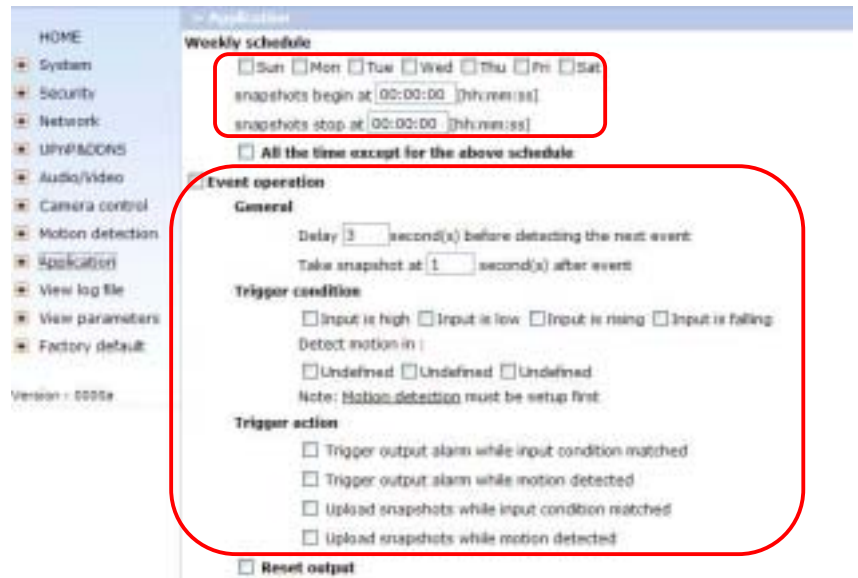 > Application
HOME
System
Security
Network
UPnP&DDNS
Audio/Video
Camera control
Motion detection
Application
View log file
View parameters
Factory default
Version : 0000a
Weekly schedule
Sun Mon Tue Wed Thu Fri Sat
snapshots begin at 00:00:00 [hh:mm:ss]
snapshots stop at 00:00:00 [hh:mm:ss]
All the time except for the above schedule
Event operation
General
Delay 3 second(s) before detecting the next event
Take snapshot at 1 second(s) after event
Trigger condition
Input is high Input is low Input is rising Input is falling
Detect motion in :
Undefined Undefined Undefined
Note: Motion detection must be setup first
Trigger action
Trigger output alarm while input condition matched
Trigger output alarm while motion detected
Upload snapshots while input condition matched
Upload snapshots while motion detected
Reset output